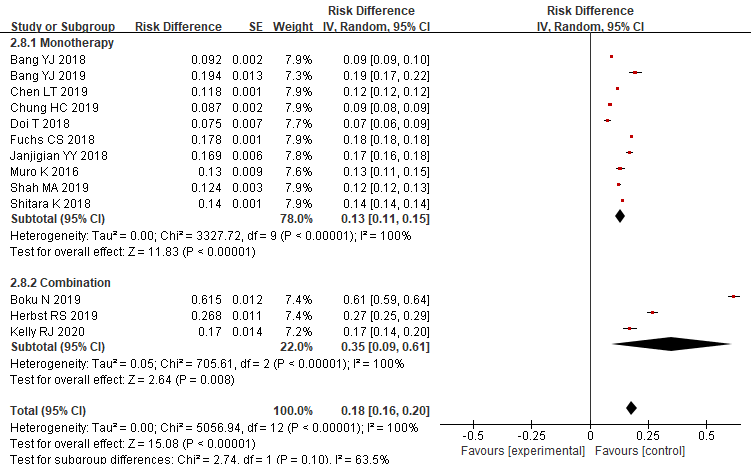 Risk Difference Risk Difference
Study or Subgroup Risk Difference SE Weight IV, Random, 95% CI IV, Random, 95% CI
2.8.1 Monotherapy
Bang YJ 2018 0.092 0.002 7.9% 0.09 [0.09, 0.10]
Bang YJ 2019 0.194 0.013 7.3% 0.19 [0.17, 0.22]
Chen LT 2019 0.118 0.001 7.9% 0.12 [0.12, 0.12]
Chung HC 2019 0.087 0.002 7.9% 0.09 [0.08, 0.09]
Doi T 2018 0.075 0.007 7.7% 0.07 [0.06, 0.09]
Fuchs CS 2018 0.178 0.001 7.9% 0.18 [0.18, 0.18]
Janjigian YY 2018 0.169 0.006 7.8% 0.17 [0.16, 0.18]
Muro K 2016 0.13 0.009 7.6% 0.13 [0.11, 0.15]
Shah MA 2019 0.124 0.003 7.9% 0.12 [0.12, 0.13]
Shitara K 2018 0.14 0.001 7.9% 0.14 [0.14, 0.14]
Subtotal (95% CI) 78.0% 0.13 [0.11, 0.15]
Heterogeneity: Tau² = 0.00; Chi² = 3327.72, df = 9 (P < 0.00001); I² = 100%
Test for overall effect: Z = 11.83 (P < 0.00001)
2.8.2 Combination
Boku N 2019 0.615 0.012 7.4% 0.61 [0.59, 0.64]
Herbst RS 2019 0.268 0.011 7.4% 0.27 [0.25, 0.29]
Kelly RJ 2020 0.17 0.014 7.2% 0.17 [0.14, 0.20]
Subtotal (95% CI) 22.0% 0.35 [0.09, 0.61]
Heterogeneity: Tau² = 0.05; Chi² = 705.61, df = 2 (P < 0.00001); I² = 100%
Test for overall effect: Z = 2.64 (P = 0.008)
Total (95% CI) 100.0% 0.18 [0.16, 0.20]
Heterogeneity: Tau² = 0.00; Chi² = 5056.94, df = 12 (P < 0.00001); I² = 100%
Test for overall effect: Z = 15.08 (P < 0.00001)
Test for subgroup differences: Chi² = 2.74, df = 1 (P = 0.10), I² = 63.5%
-0.5 -0.25 0 0.25 0.5
Favours [experimental] Favours [control]